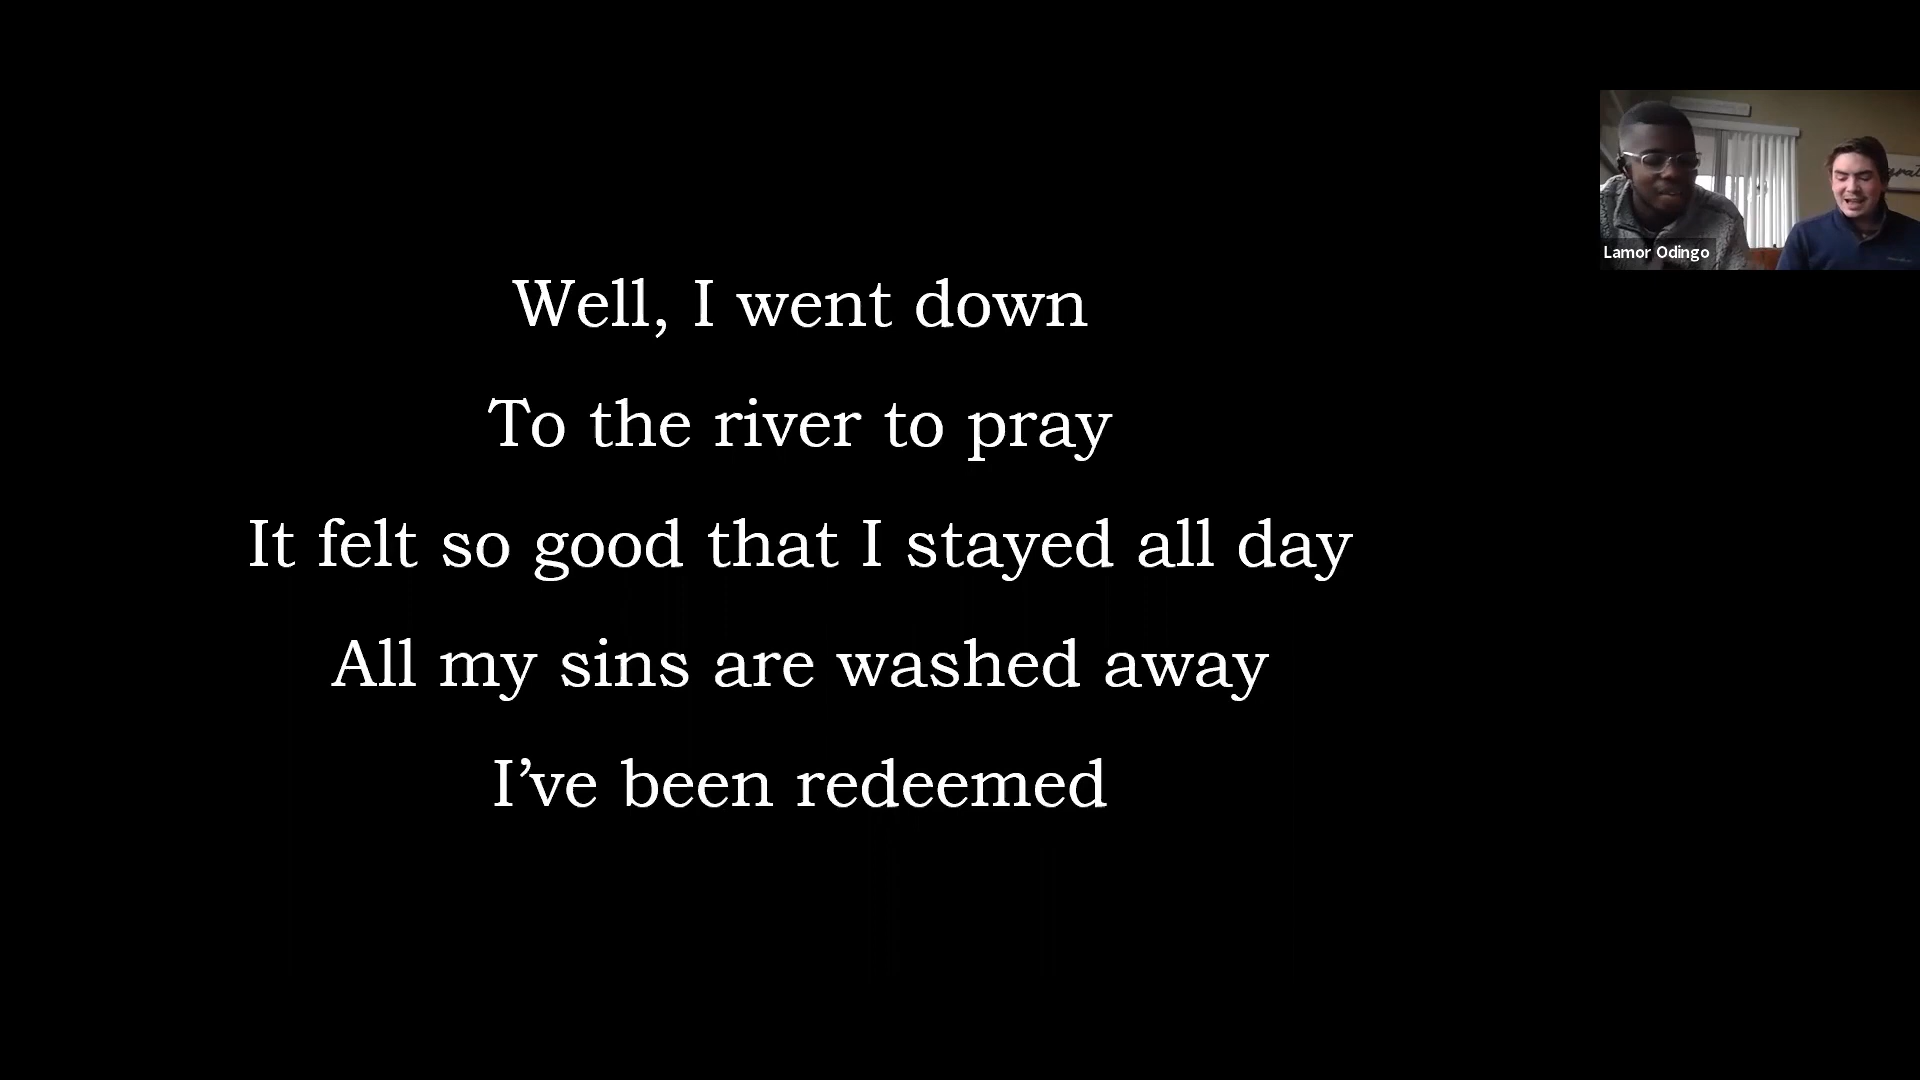 Well, I went down
To the river to pray
It felt so good that I stayed all day
All my sins are washed away
I’ve been redeemed
Lamor Odingo